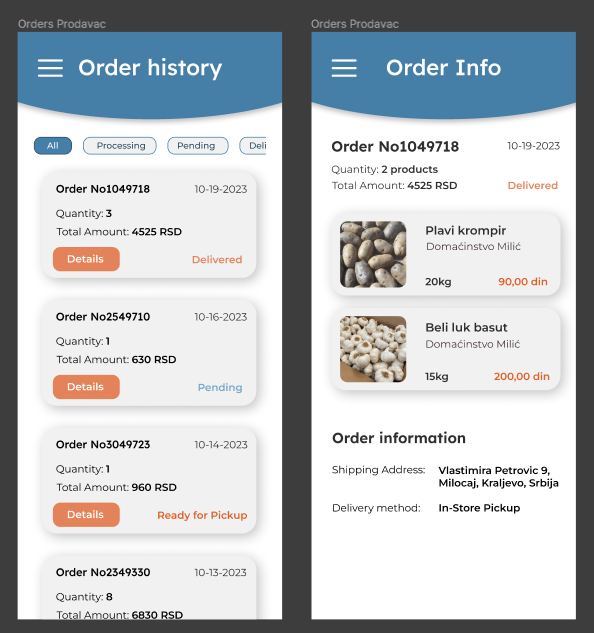 Orders Prodavac
Order history
All
Processing
Pending
Deli
Order No1049718
10-19-2023
Quantity: 3
Total Amount: 4525 RSD
Details
Delivered
Order No2549710
10-16-2023
Quantity: 1
Total Amount: 630 RSD
Details
Pending
Order No3049723
10-14-2023
Quantity: 1
Total Amount: 960 RSD
Details
Ready for Pickup
Order No2349330
10-13-2023
Quantity: 8
Total Amount: 6830 RSD
Orders Prodavac
Order Info
Order No1049718
10-19-2023
Quantity: 2 products
Total Amount: 4525 RSD
Delivered
Plavi krompir
Domaćinstvo Milić
20kg
90,00 din
Beli luk basut
Domaćinstvo Milić
15kg
200,00 din
Order information
Shipping Address:
Vlastimira Petrovic 9,
Milocaj, Kraljevo, Srbija
Delivery method:
In-Store Pickup